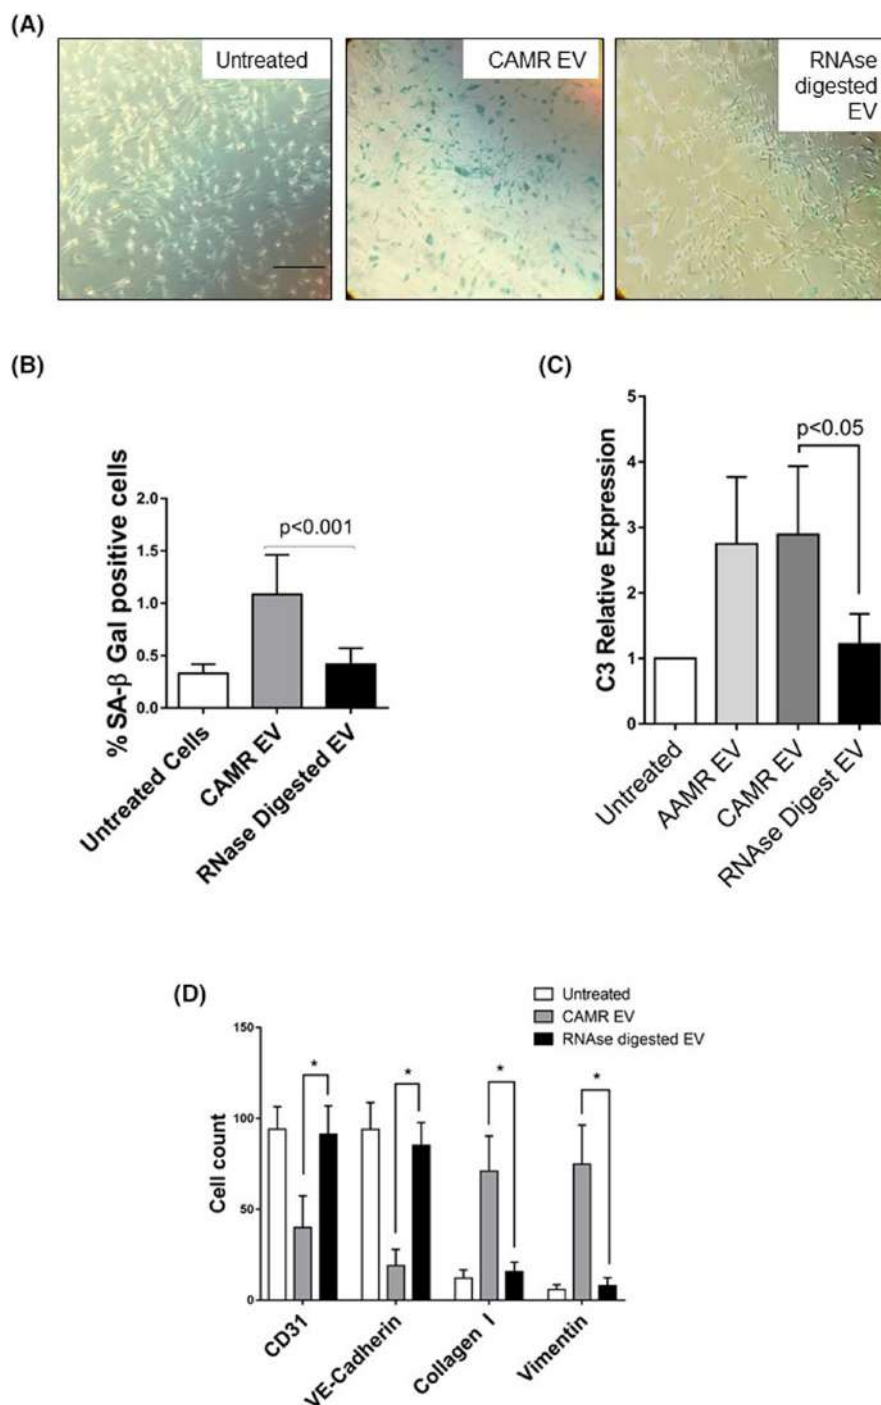 (A)
Untreated
CAMR EV
RNAse
digested
EV
(B)
% SA-β Gal positive cells
2.0
1.5
1.0
0.5
0.0
p<0.001
Untreated Cells
CAMR EV
RNase Digested EV
(C)
C3 Relative Expression
5
4
3
2
1
0
p<0.05
Untreated
AAMR EV
CAMR EV
RNAse Digest EV
(D)
Untreated
CAMR EV
RNAse digested EV
Cell count
150
100
50
0
*
*
*
*
CD31
VE-Cadherin
Collagen I
Vimentin